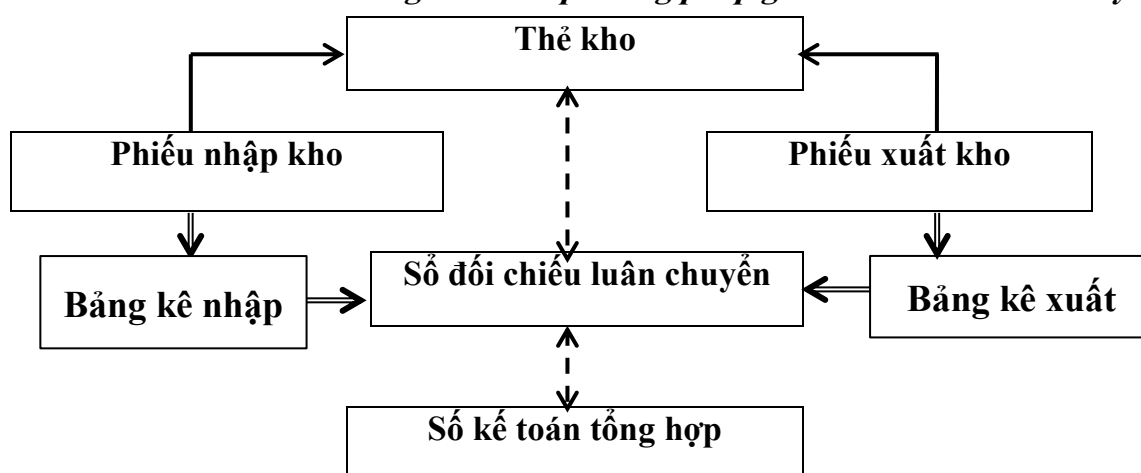 Thẻ kho
Phiếu nhập kho
Phiếu xuất kho
Sổ đối chiếu luân chuyển
Bảng kê nhập
Bảng kê xuất
Số kế toán tổng hợp